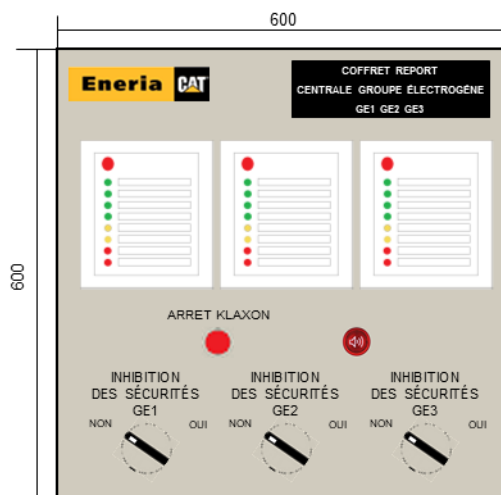 600
600
Eneria CAT
COFFRET REPORT
CENTRALE GROUPE ÉLECTROGÉNE
GE1 GE2 GE3
ARRET KLAXON
INHIBITION
DES SÉCURITÉS
GE1
NON OUI
INHIBITION
DES SÉCURITÉS
GE2
NON OUI
INHIBITION
DES SÉCURITÉS
GE3
NON OUI